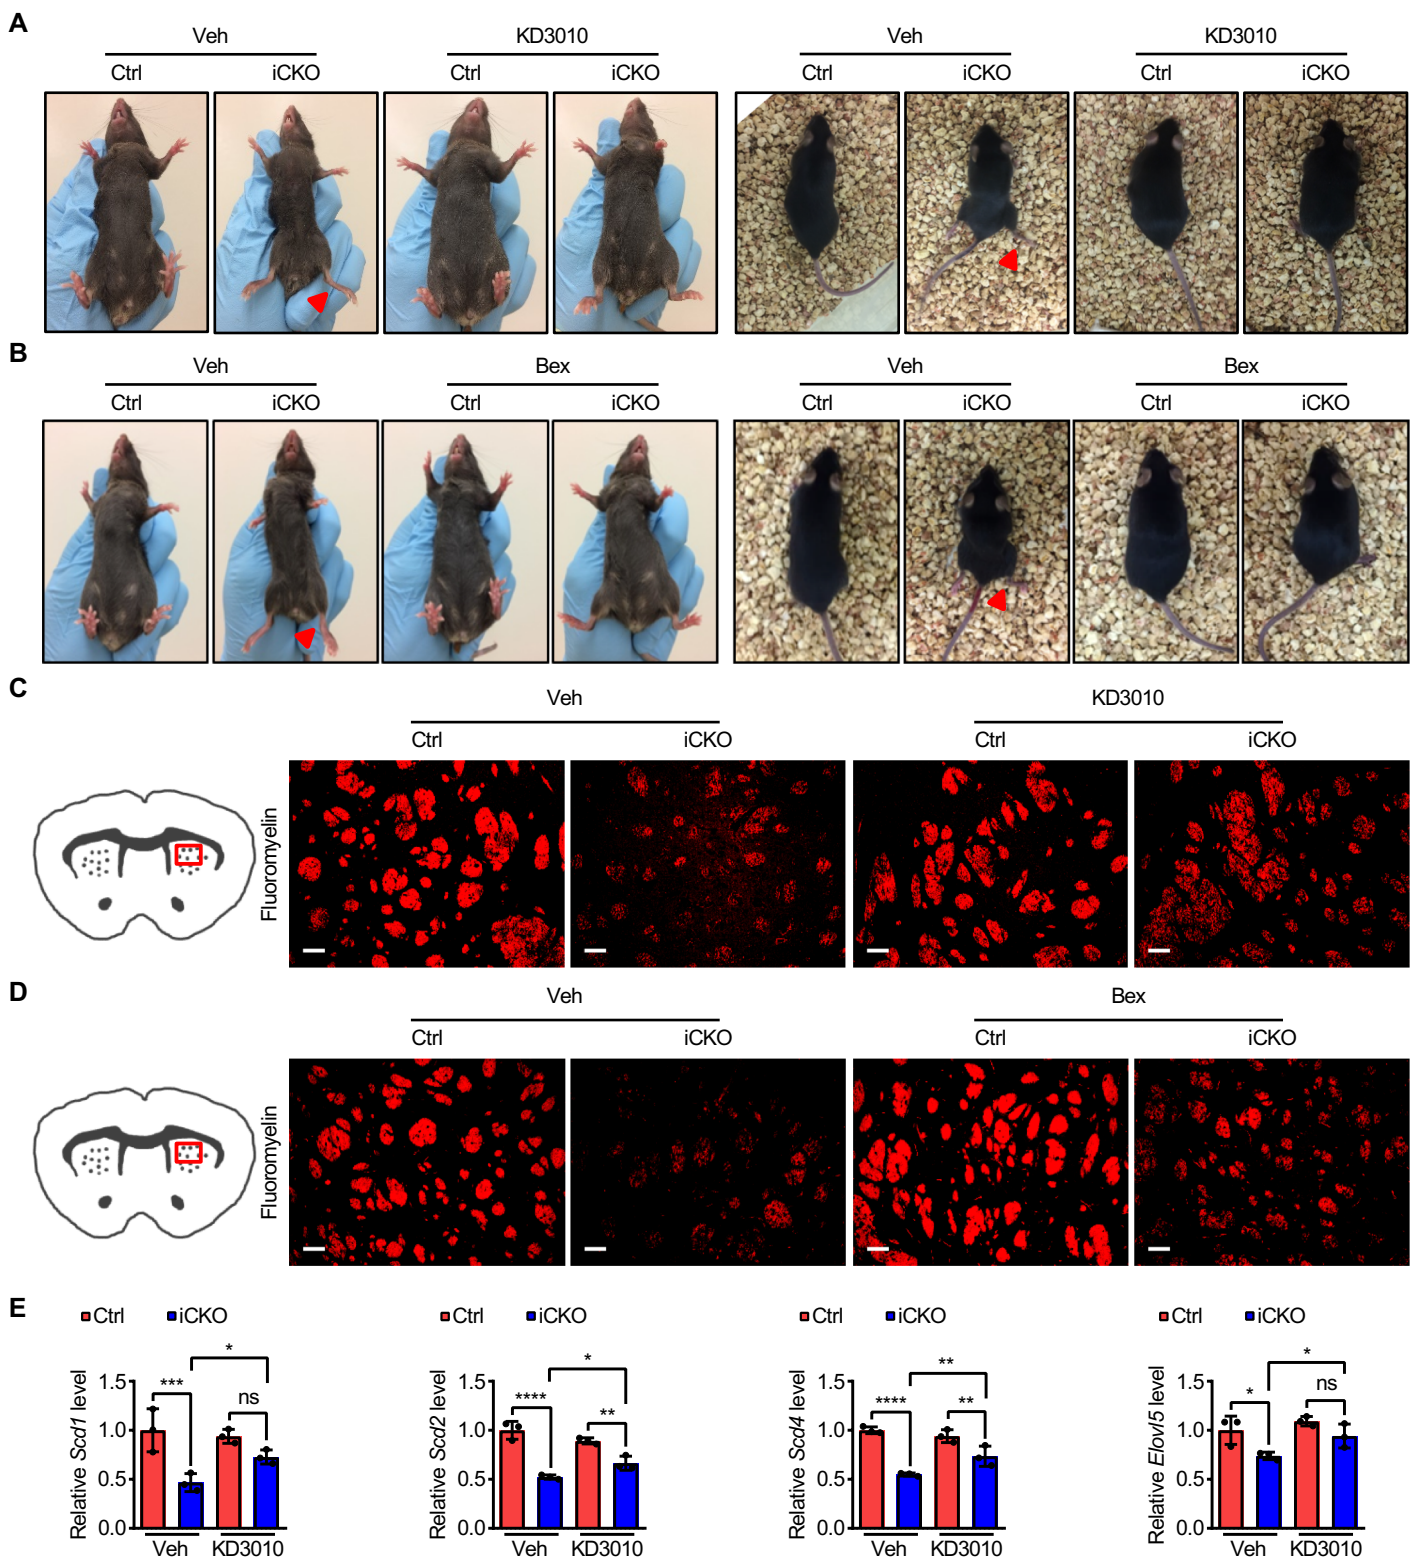 A
Veh KD3010 Veh KD3010
Ctrl iCKO Ctrl iCKO Ctrl iCKO Ctrl iCKO
B
Veh Bex Veh Bex
Ctrl iCKO Ctrl iCKO Ctrl iCKO Ctrl iCKO
C
Veh KD3010
Ctrl iCKO Ctrl iCKO
Fluoromyelin
D
Veh Bex
Ctrl iCKO Ctrl iCKO
Fluoromyelin
E
Ctrl iCKO
Relative Scd1 level
1.5
1.0
0.5
0.0
*
***
ns
Veh KD3010
Ctrl iCKO
Relative Scd2 level
1.5
1.0
0.5
0.0
*
****
**
Veh KD3010
Ctrl iCKO
Relative Scd4 level
1.5
1.0
0.5
0.0
**
****
**
Veh KD3010
Ctrl iCKO
Relative Elovl5 level
1.5
1.0
0.5
0.0
*
*
ns
Veh KD3010